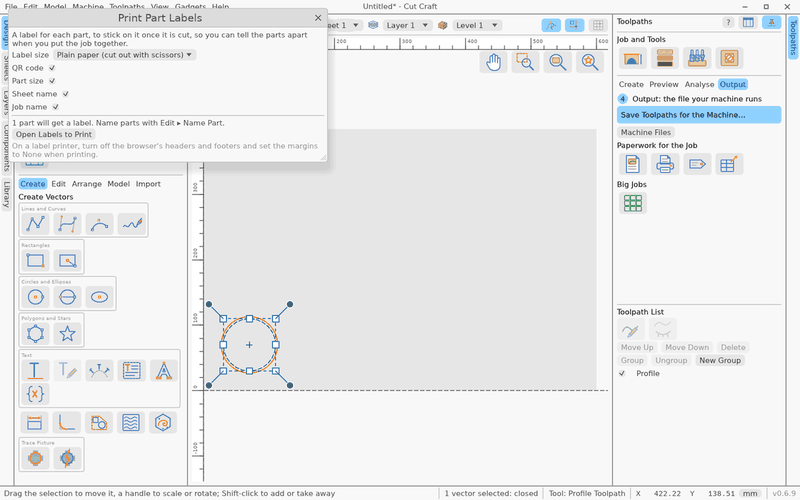 File Edit Model Machine Toolpaths View Gadgets Help
Untitled* - Cut Craft
Print Part Labels
A label for each part, to stick on it once it is cut, so you can tell the parts apart
when you put the job together.
Label size Plain paper (cut out with scissors)
QR code
Part size
Sheet name
Job name
1 part will get a label. Name parts with Edit ▸ Name Part.
Open Labels to Print
On a label printer, turn off the browser's headers and footers and set the margins
to None when printing.
Sheets
Layers
Components
Library
Create Edit Arrange Model Import
Create Vectors
Lines and Curves
Rectangles
Circles and Ellipses
Polygons and Stars
Text
Trace Picture
Sheet 1 Layer 1 Level 1
200 300 400 500 600
300
200
100
0
-100
Toolpaths
?
Toolpaths
Job and Tools
Create Preview Analyse Output
4 Output: the file your machine runs
Save Toolpaths for the Machine...
Machine Files
Paperwork for the Job
Big Jobs
Toolpath List
Move Up Move Down Delete
Group Ungroup New Group
Profile
Drag the selection to move it, a handle to scale or rotate; Shift-click to add or take away
1 vector selected: closed
Tool: Profile Toolpath
X 422.22 Y 138.51 mm v0.6.9